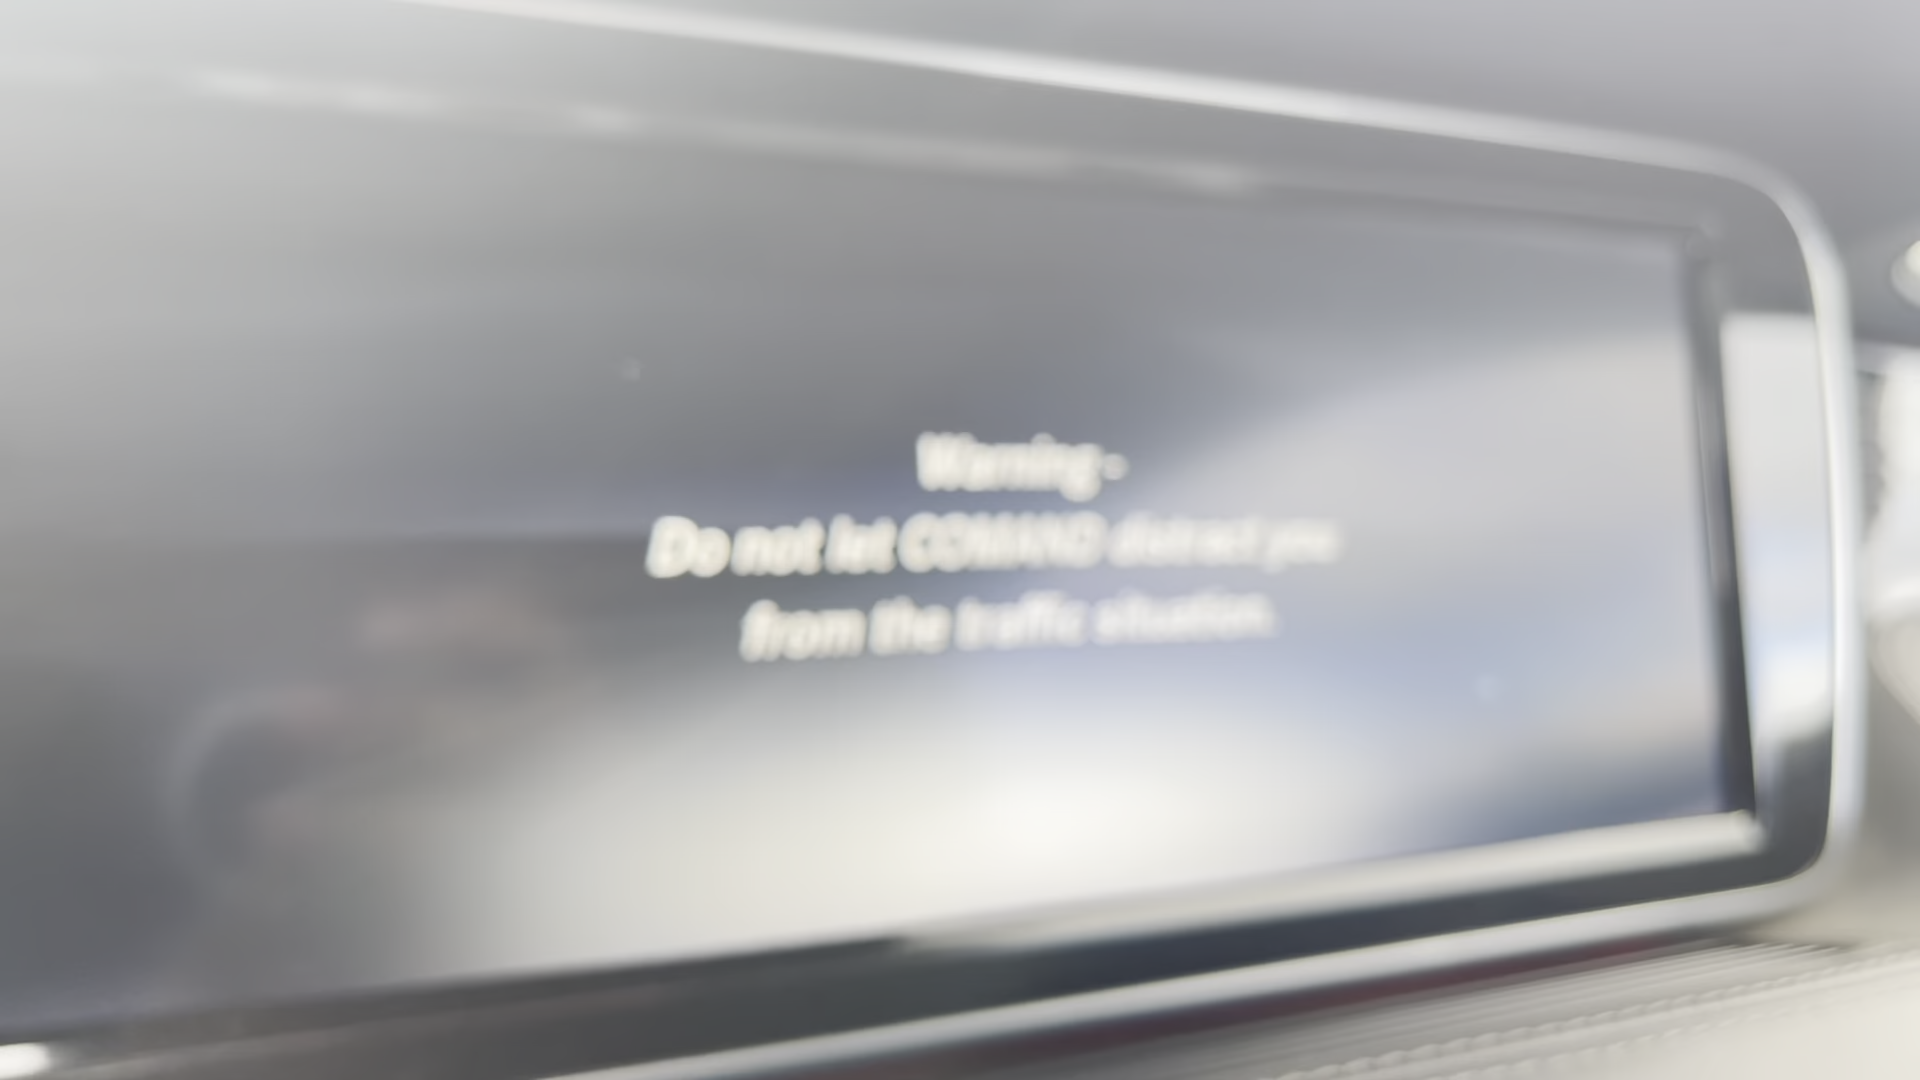 Warning -
Do not let COMAND distract you
from the traffic situation.